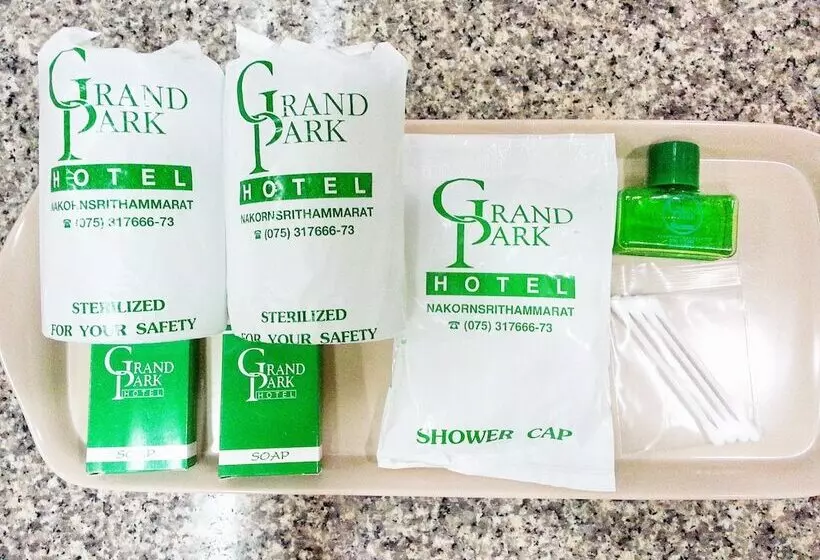 GRAND
PARK
HOTEL
NAKORNSRITHAMMARAT
☎ (075) 317666-73
STERILIZED
FOR YOUR SAFETY
GRAND
PARK
HOTEL
NAKORNSRITHAMMARAT
☎ (075) 317666-73
STERILIZED
FOR YOUR SAFETY
GRAND
PARK
HOTEL
NAKORNSRITHAMMARAT
☎ (075) 317666-73
SHOWER CAP
GRAND
PARK
HOTEL
SOAP
GRAND
PARK
HOTEL
SOAP